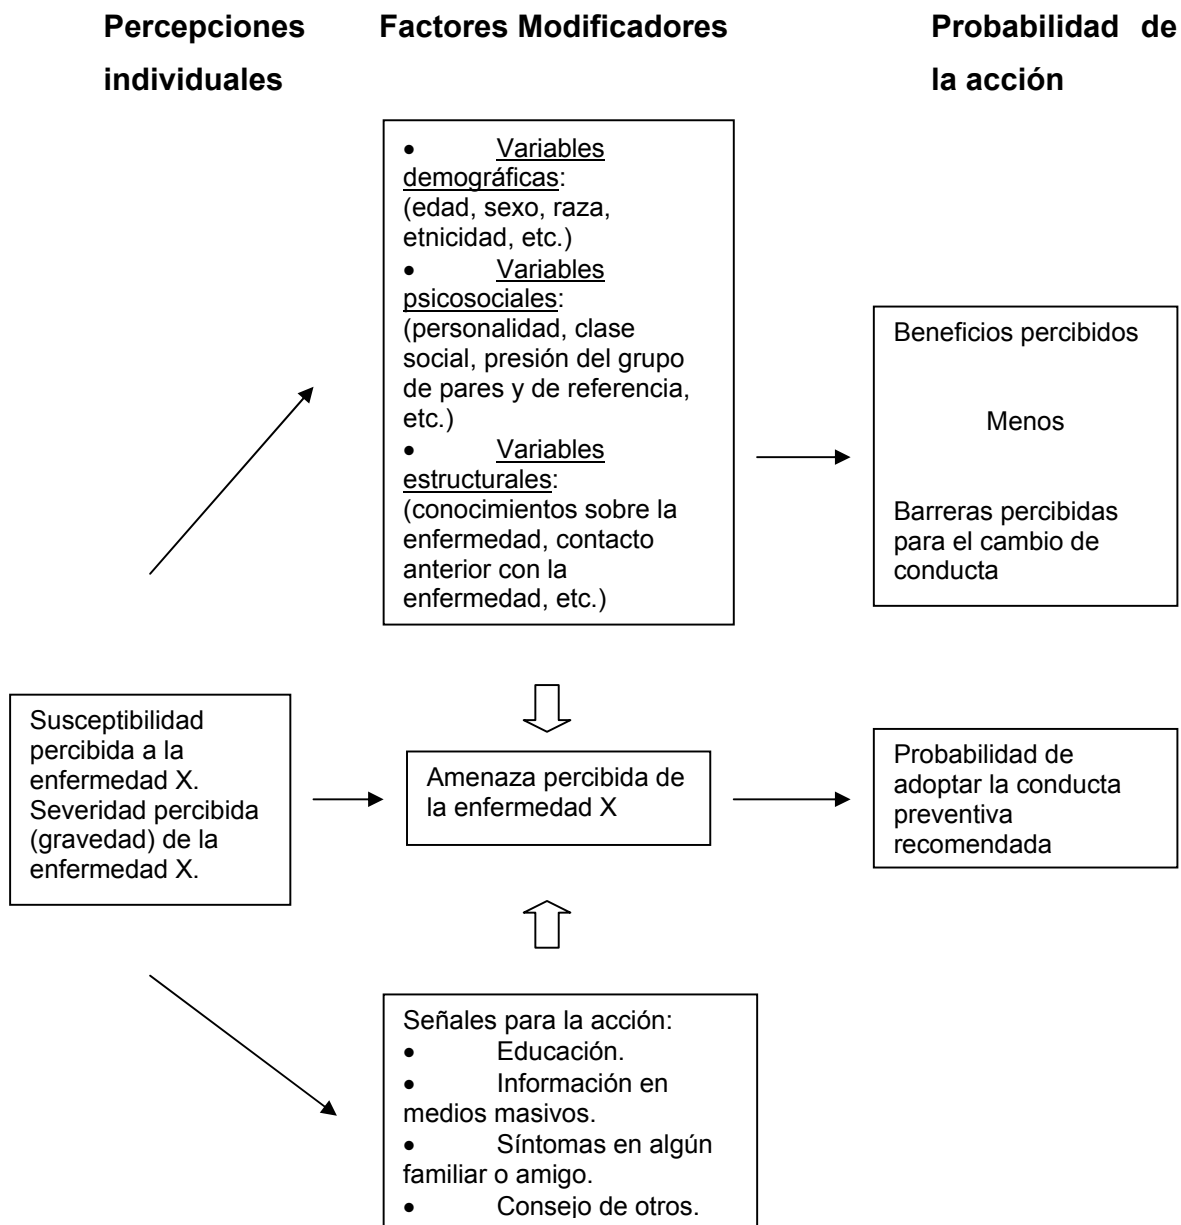 Percepciones individuales
Factores Modificadores
Probabilidad de la acción
• Variables
demográficas:
(edad, sexo, raza,
etnicidad, etc.)
• Variables
psicosociales:
(personalidad, clase
social, presión del grupo
de pares y de referencia,
etc.)
• Variables
estructurales:
(conocimientos sobre la
enfermedad, contacto
anterior con la
enfermedad, etc.)
Beneficios percibidos
Menos
Barreras percibidas
para el cambio de
conducta
Susceptibilidad
percibida a la
enfermedad X.
Severidad percibida
(gravedad) de la
enfermedad X.
Amenaza percibida de
la enfermedad X
Probabilidad de
adoptar la conducta
preventiva
recomendada
Señales para la acción:
• Educación.
• Información en
medios masivos.
• Síntomas en algún
familiar o amigo.
• Consejo de otros.